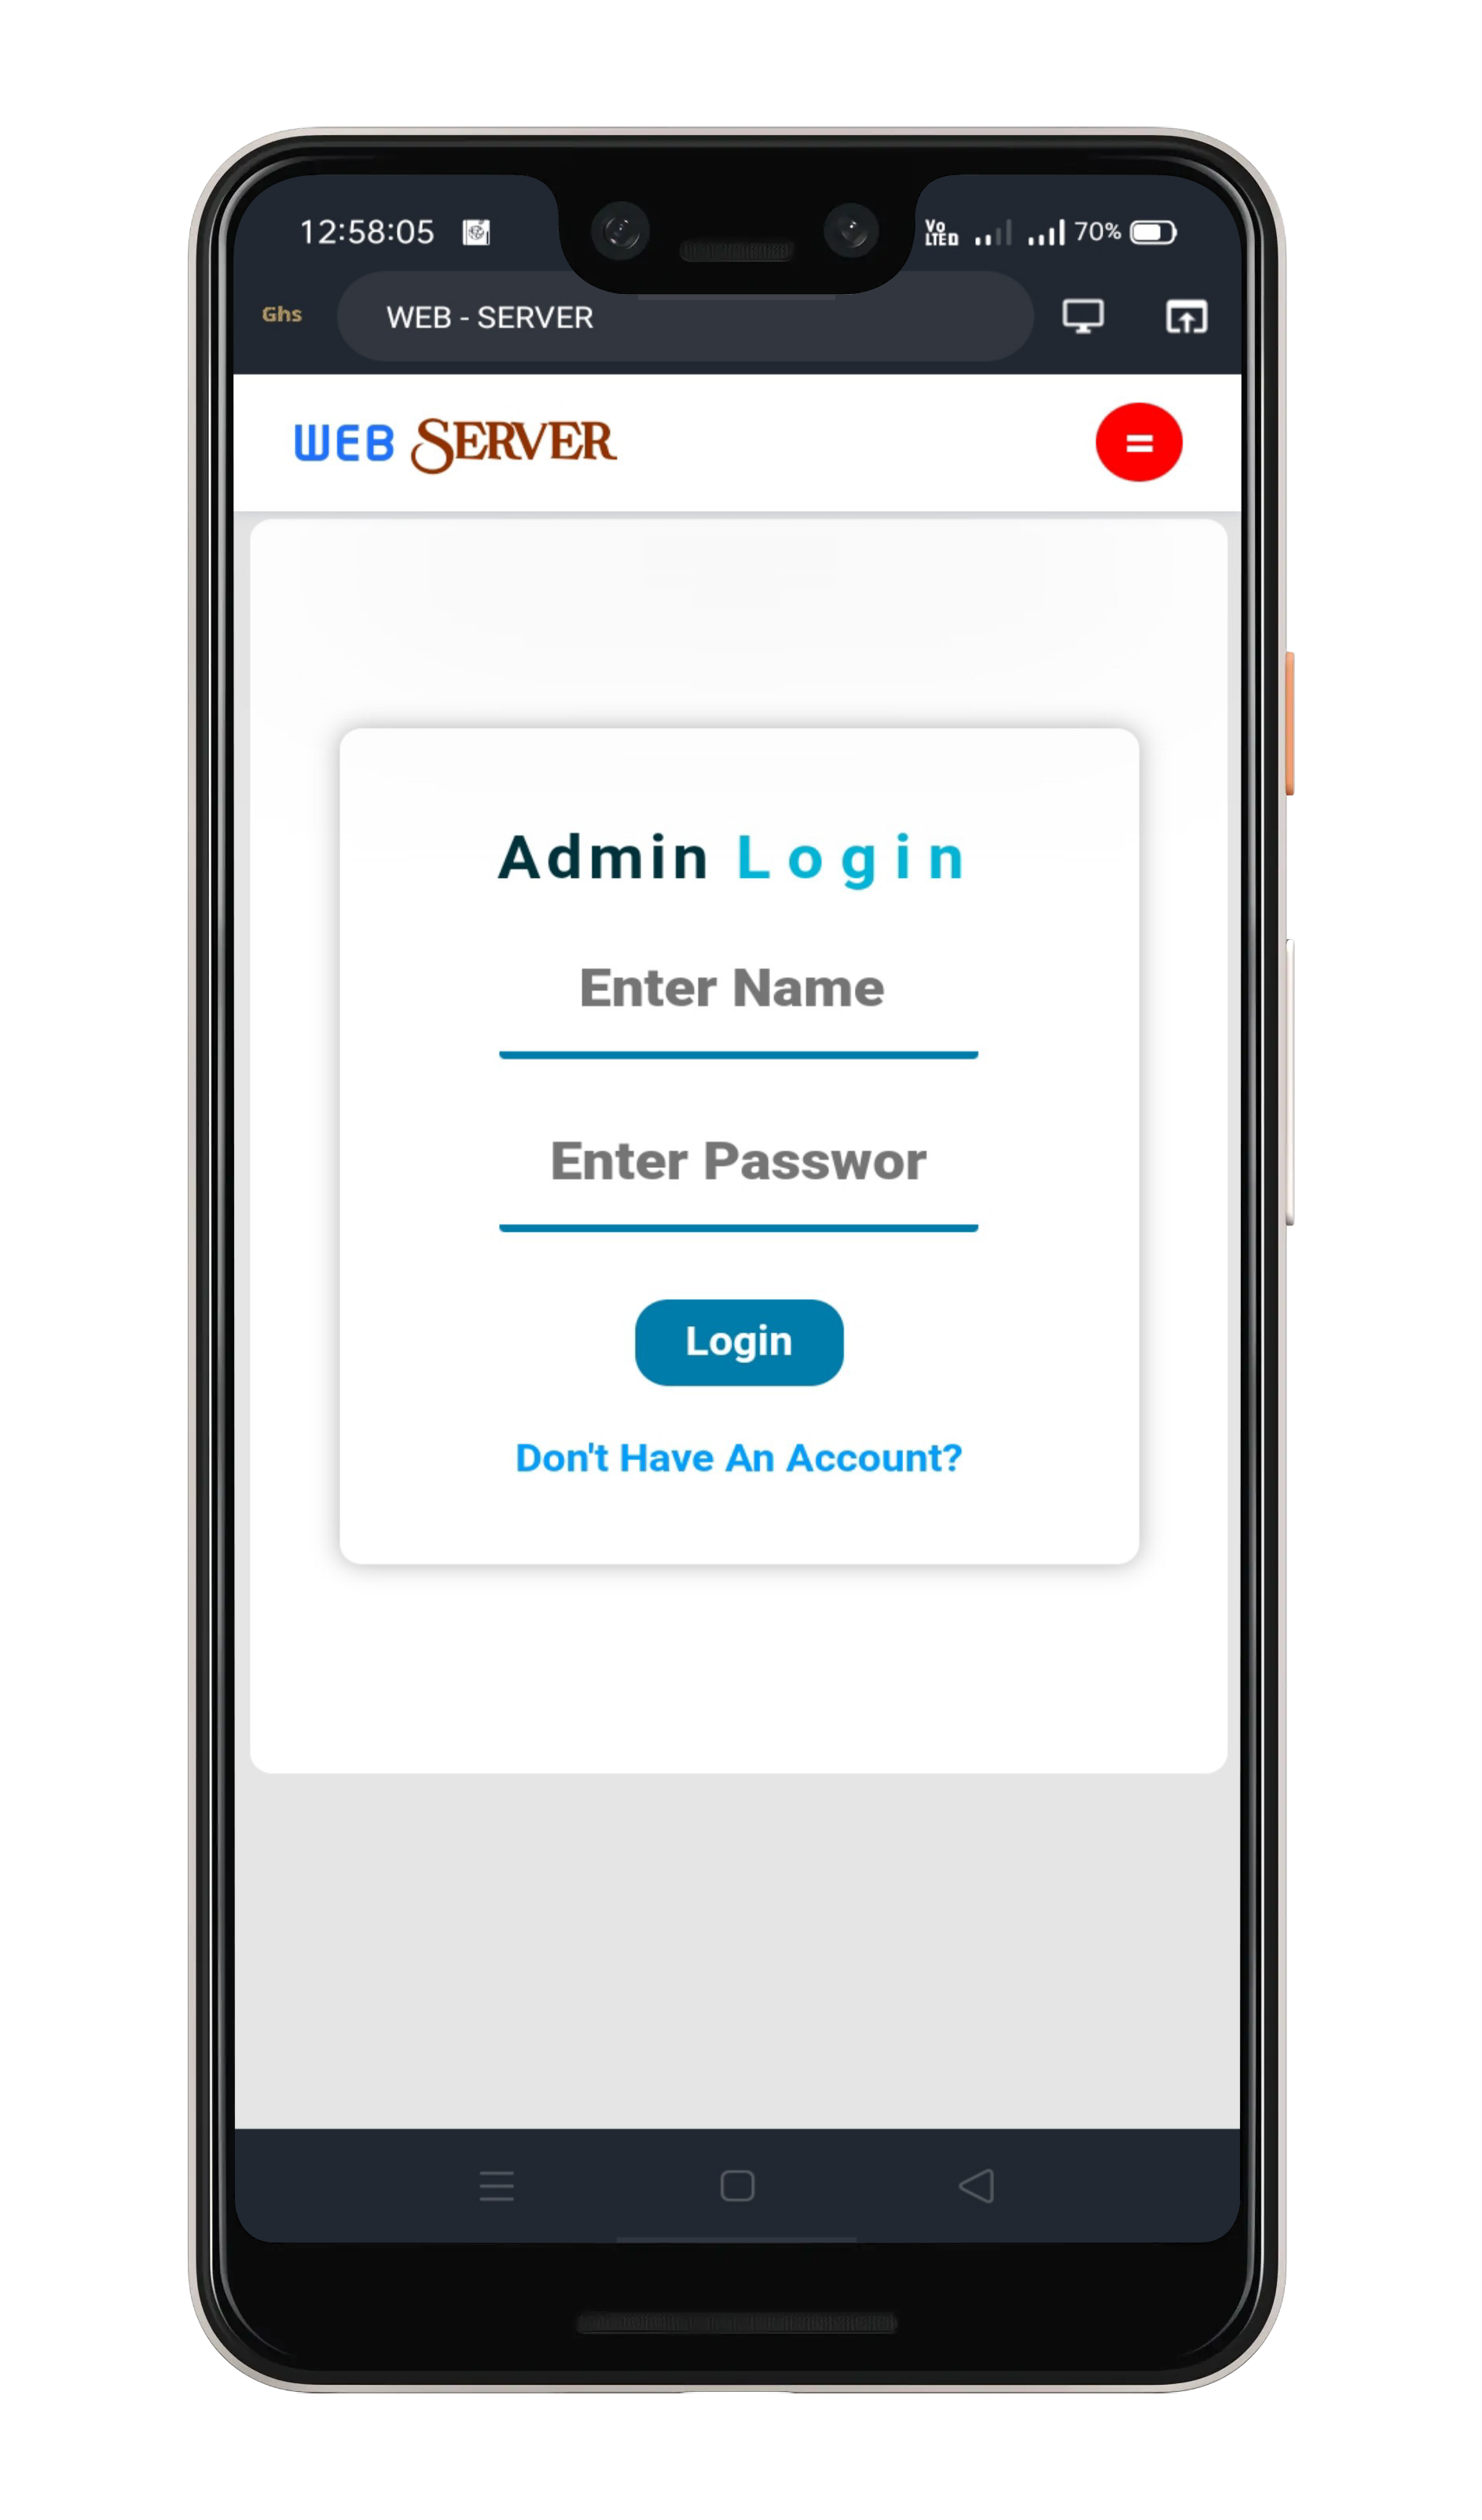 12:58:05 Vo LTED 70%
Ghs WEB - SERVER
WEB SERVER
Admin Login
Enter Name
Enter Passwor
Login
Don't Have An Account?